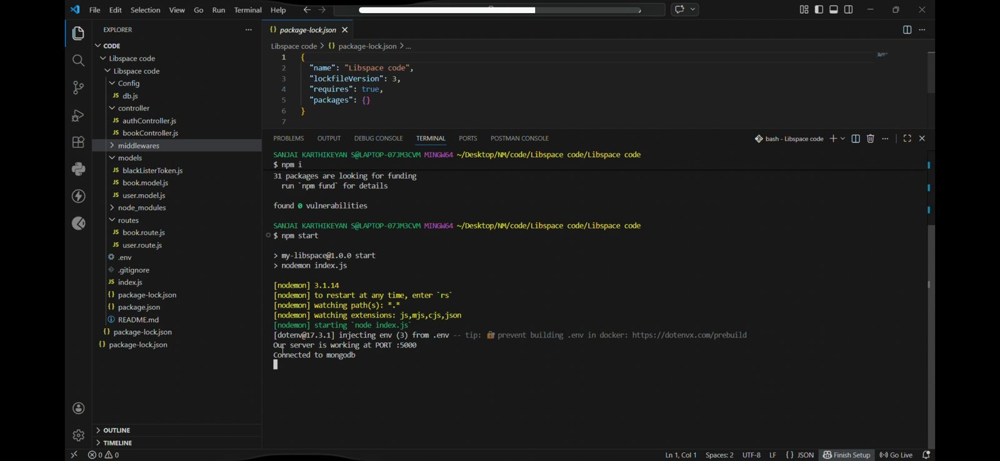 File Edit Selection View Go Run Terminal Help
EXPLORER
CODE
Libspace code
Libspace code
Config
JS db.js
controller
JS authController.js
JS bookController.js
middlewares
models
JS blackListerToken.js
JS book.model.js
JS user.model.js
node_modules
routes
JS book.route.js
JS user.route.js
.env
.gitignore
JS index.js
{} package-lock.json
{} package.json
README.md
{} package-lock.json
{} package-lock.json
OUTLINE
TIMELINE
{} package-lock.json
Libspace code > {} package-lock.json > ...
1 {
2 "name": "Libspace code",
3 "lockfileVersion": 3,
4 "requires": true,
5 "packages": {}
6 }
7
PROBLEMS OUTPUT DEBUG CONSOLE TERMINAL PORTS POSTMAN CONSOLE
bash - Libspace code
SANJAI KARTHIKEYAN S@LAPTOP-07JM3CVM MINGW64 ~/Desktop/NM/code/Libspace code/Libspace code
$ npm i
31 packages are looking for funding
run `npm fund` for details
found 0 vulnerabilities
SANJAI KARTHIKEYAN S@LAPTOP-07JM3CVM MINGW64 ~/Desktop/NM/code/Libspace code/Libspace code
$ npm start
> my-libspace@1.0.0 start
> nodemon index.js
[nodemon] 3.1.14
[nodemon] to restart at any time, enter `rs`
[nodemon] watching path(s): *.*
[nodemon] watching extensions: js,mjs,cjs,json
[nodemon] starting `node index.js`
[dotenv@17.3.1] injecting env (3) from .env -- tip: 🔐 prevent building .env in docker: https://dotenvx.com/prebuild
Our server is working at PORT :5000
Connected to mongodb
0 0
Ln 1, Col 1 Spaces: 2 UTF-8 LF {} JSON Finish Setup Go Live